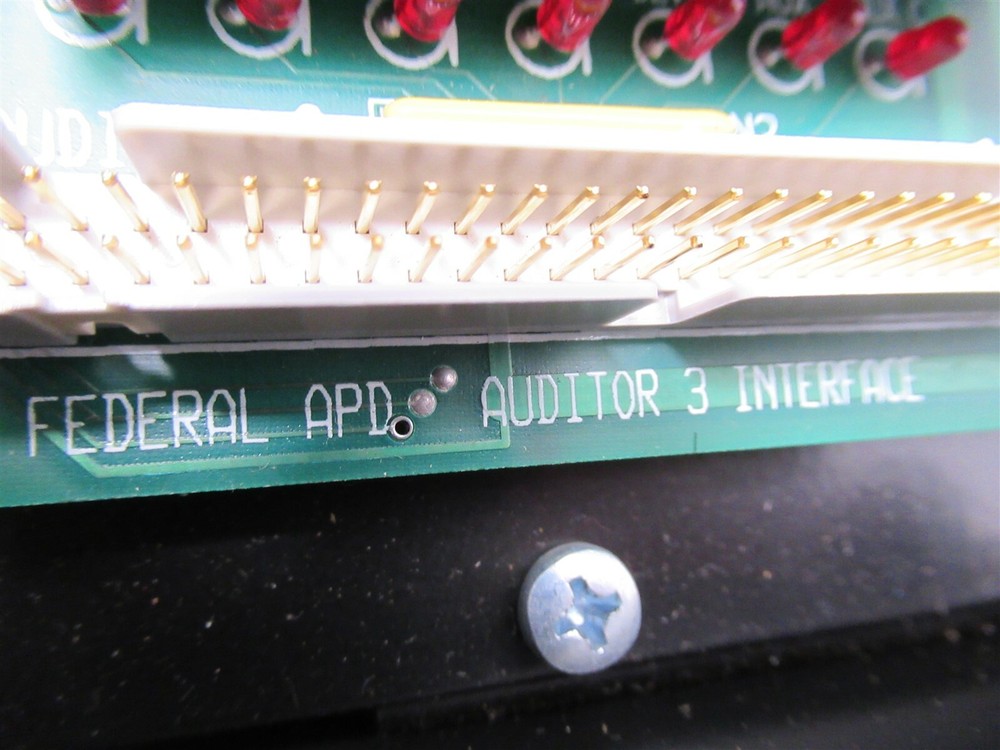 FEDERAL APD AUDITOR 3 INTERFACE